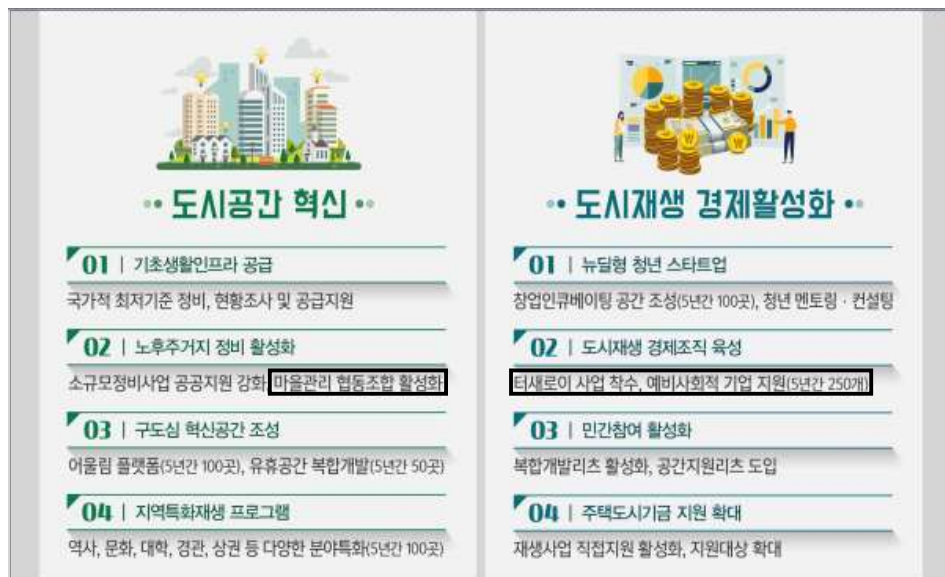 도시공간 혁신
01 | 기초생활인프라 공급
국가적 최저기준 정비, 현황조사 및 공급지원
02 | 노후주거지 정비 활성화
소규모정비사업 공공지원 강화, 마을관리 협동조합 활성화
03 | 구도심 혁신공간 조성
어울림 플랫폼(5년간 100곳), 유휴공간 복합개발(5년간 50곳)
04 | 지역특화재생 프로그램
역사, 문화, 대학, 경관, 상권 등 다양한 분야특화(5년간 100곳)
도시재생 경제활성화
01 | 뉴딜형 청년 스타트업
창업인큐베이팅 공간 조성(5년간 100곳), 청년 멘토링 · 컨설팅
02 | 도시재생 경제조직 육성
터새로이 사업 착수, 예비사회적 기업 지원(5년간 250개)
03 | 민간참여 활성화
복합개발리츠 활성화, 공간지원리츠 도입
04 | 주택도시기금 지원 확대
재생사업 직접지원 활성화, 지원대상 확대